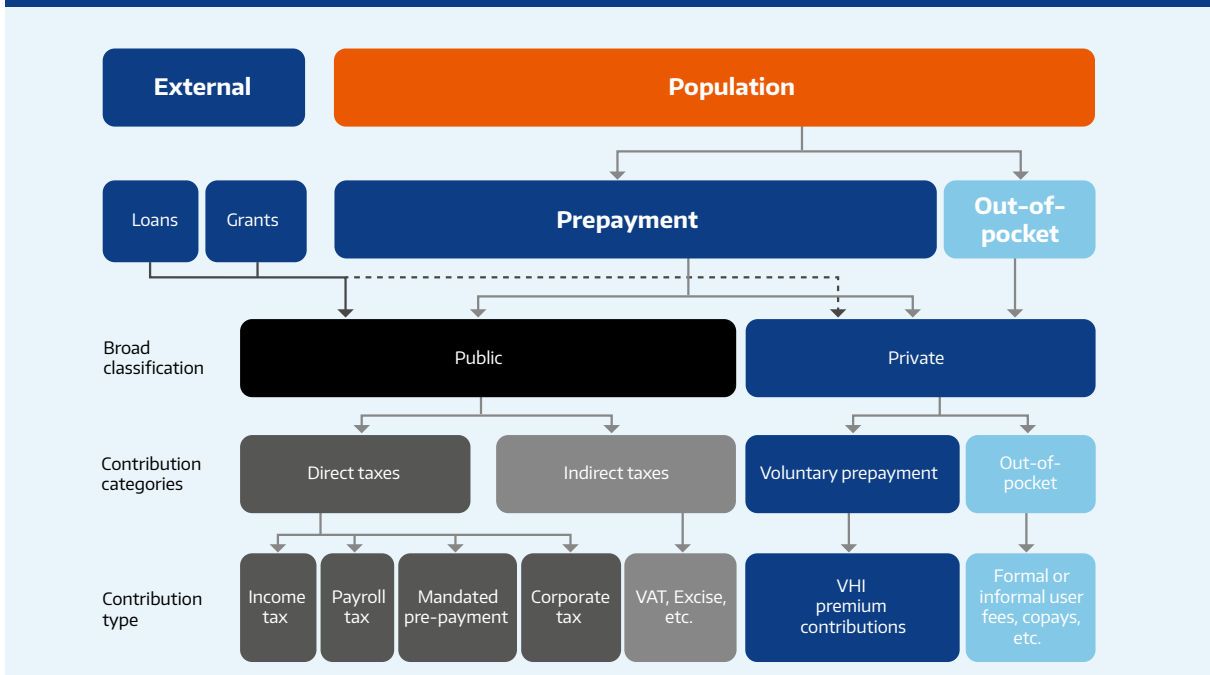 External
Population
Loans
Grants
Prepayment
Out-of-
pocket
Broad
classification
Public
Private
Contribution
categories
Direct taxes
Indirect taxes
Voluntary prepayment
Out-of-
pocket
Contribution
type
Income
tax
Payroll
tax
Mandated
pre-payment
Corporate
tax
VAT, Excise,
etc.
VHI
premium
contributions
Formal or
informal user
fees, copays,
etc.